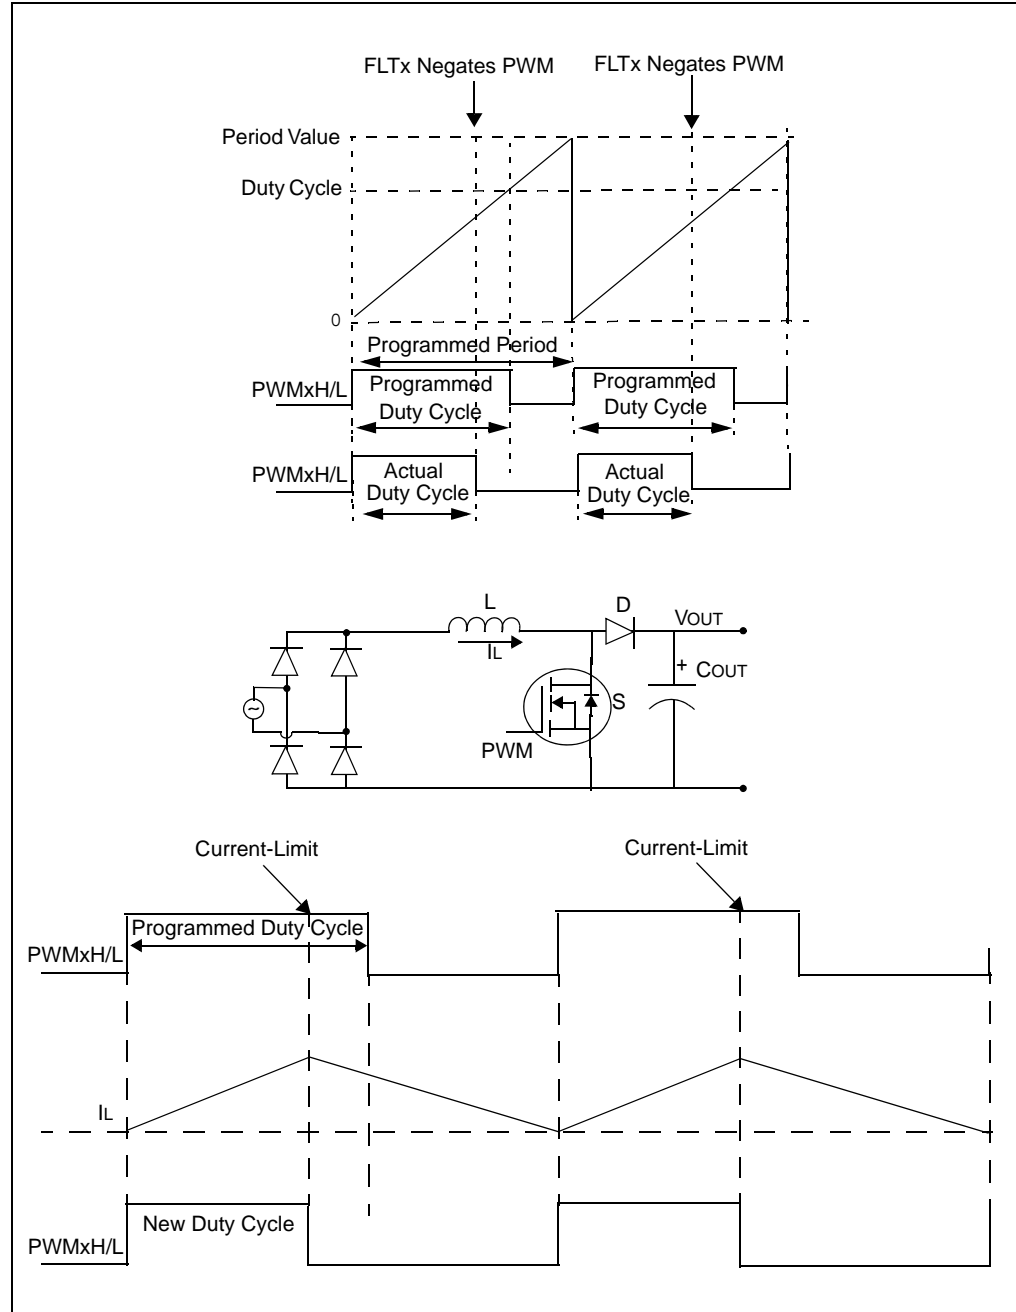 FLTx Negates PWM
FLTx Negates PWM
Period Value
Duty Cycle
0
Programmed Period
PWMxH/L
Programmed
Duty Cycle
Programmed
Duty Cycle
PWMxH/L
Actual
Duty Cycle
Actual
Duty Cycle
L
D
VOUT
IL
+
COUT
S
~
PWM
Current-Limit
Current-Limit
Programmed Duty Cycle
PWMxH/L
IL
New Duty Cycle
PWMxH/L